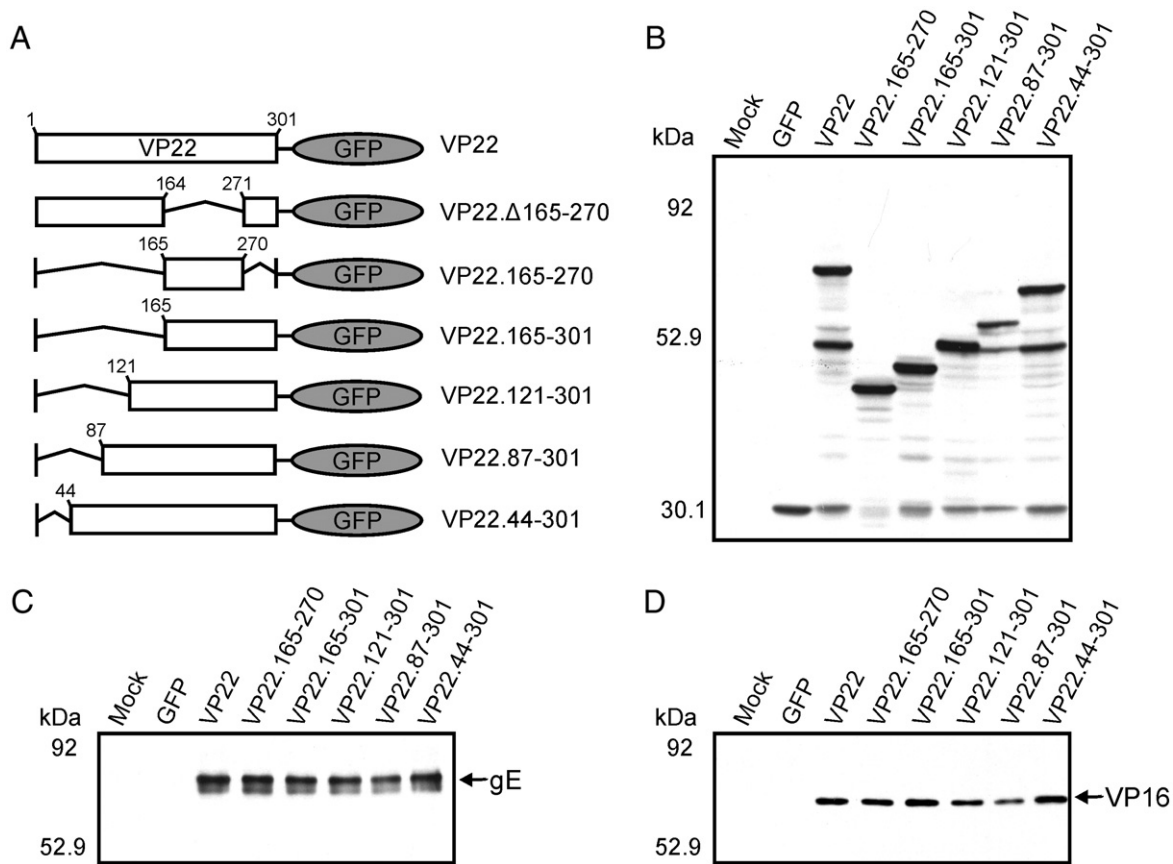 A
1 301
VP22 GFP VP22
164 271
GFP VP22.Δ165-270
165 270
GFP VP22.165-270
165
GFP VP22.165-301
121
GFP VP22.121-301
87
GFP VP22.87-301
44
GFP VP22.44-301
B
kDa Mock GFP VP22 VP22.165-270 VP22.165-301 VP22.121-301 VP22.87-301 VP22.44-301
92
52.9
30.1
C
kDa Mock GFP VP22 VP22.165-270 VP22.165-301 VP22.121-301 VP22.87-301 VP22.44-301
92
gE
52.9
D
kDa Mock GFP VP22 VP22.165-270 VP22.165-301 VP22.121-301 VP22.87-301 VP22.44-301
92
VP16
52.9